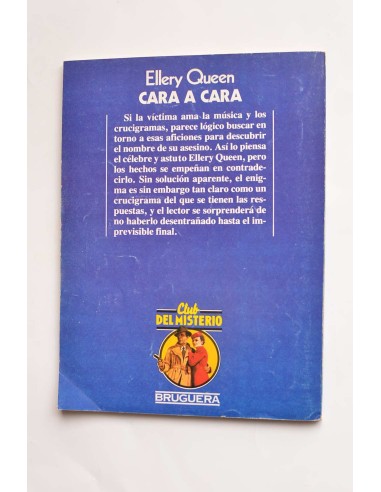 Ellery Queen
CARA A CARA
Si la víctima ama la música y los
crucigramas, parece lógico buscar en
torno a esas aficiones para descubrir
el nombre de su asesino. Así lo piensa
el célebre y astuto Ellery Queen, pero
los hechos se empeñan en contrade-
cirlo. Sin solución aparente, el enig-
ma es sin embargo tan claro como un
crucigrama del que se tienen las res-
puestas, y el lector se sorprenderá de
no haberlo desentrañado hasta el im-
previsible final.
Club
DEL MISTERIO
BRUGUERA